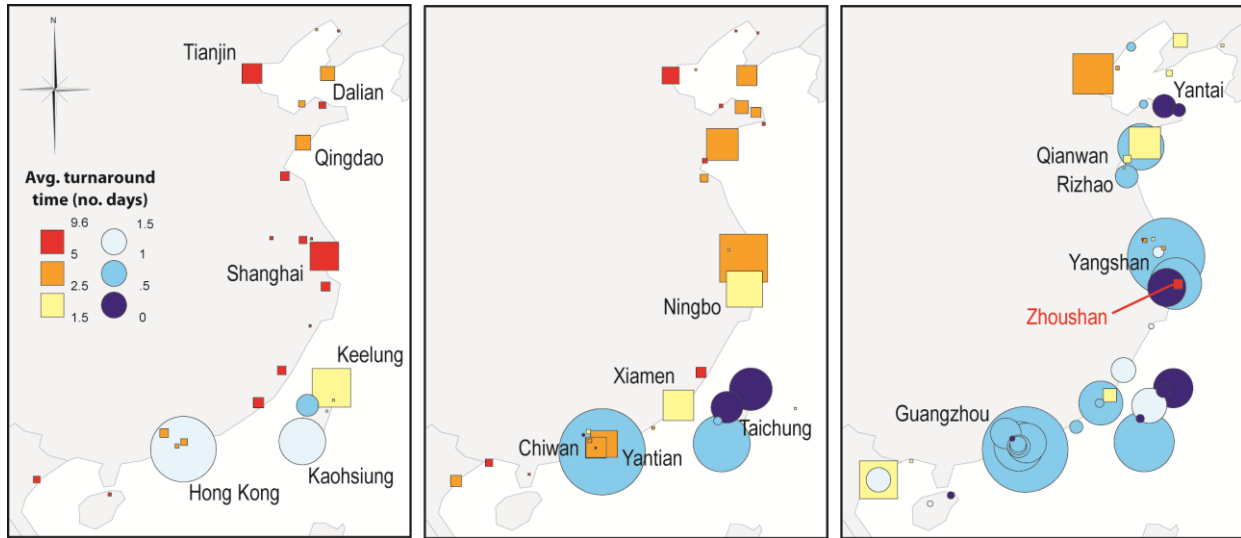 N
Tianjin
Dalian
Qingdao
Avg. turnaround
time (no. days)
9.6
1.5
5
1
2.5
.5
1.5
0
Shanghai
Keelung
Kaohsiung
Hong Kong
Ningbo
Xiamen
Taichung
Chiwan
Yantian
Yantai
Qianwan
Rizhao
Yangshan
Zhoushan
Guangzhou